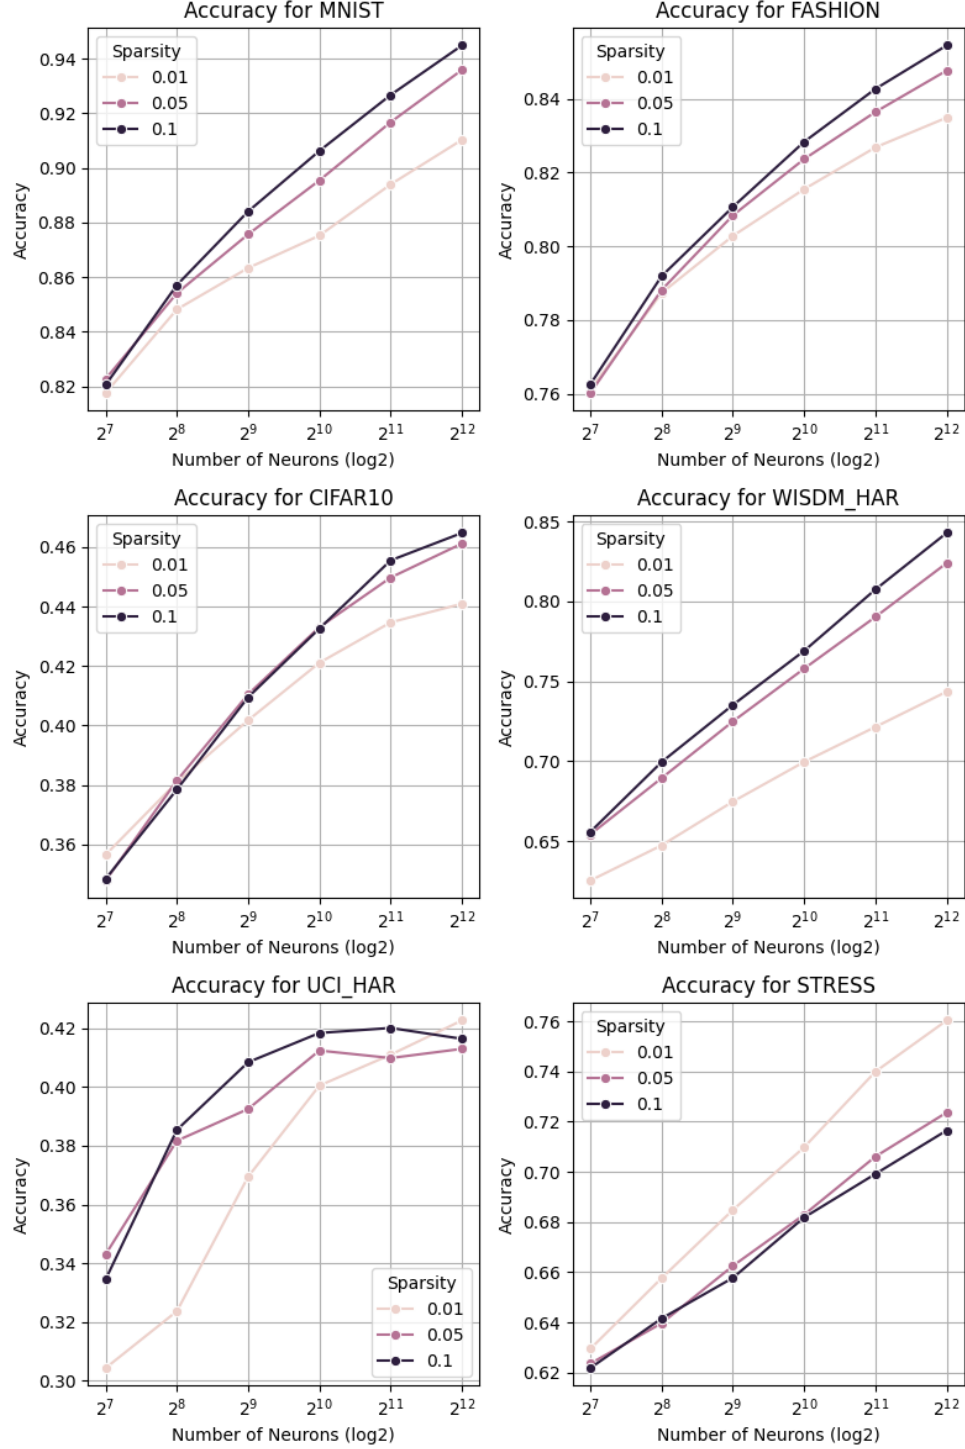 Accuracy for MNIST
Sparsity
0.01
0.05
0.1
0.94
0.92
0.90
0.88
0.86
0.84
0.82
Accuracy
2^7 2^8 2^9 2^10 2^11 2^12
Number of Neurons (log2)
Accuracy for FASHION
Sparsity
0.01
0.05
0.1
0.84
0.82
0.80
0.78
0.76
Accuracy
2^7 2^8 2^9 2^10 2^11 2^12
Number of Neurons (log2)
Accuracy for CIFAR10
Sparsity
0.01
0.05
0.1
0.46
0.44
0.42
0.40
0.38
0.36
Accuracy
2^7 2^8 2^9 2^10 2^11 2^12
Number of Neurons (log2)
Accuracy for WISDM_HAR
Sparsity
0.01
0.05
0.1
0.85
0.80
0.75
0.70
0.65
Accuracy
2^7 2^8 2^9 2^10 2^11 2^12
Number of Neurons (log2)
Accuracy for UCI_HAR
0.42
0.40
0.38
0.36
0.34
0.32
0.30
Accuracy
Sparsity
0.01
0.05
0.1
2^7 2^8 2^9 2^10 2^11 2^12
Number of Neurons (log2)
Accuracy for STRESS
Sparsity
0.01
0.05
0.1
0.76
0.74
0.72
0.70
0.68
0.66
0.64
0.62
Accuracy
2^7 2^8 2^9 2^10 2^11 2^12
Number of Neurons (log2)